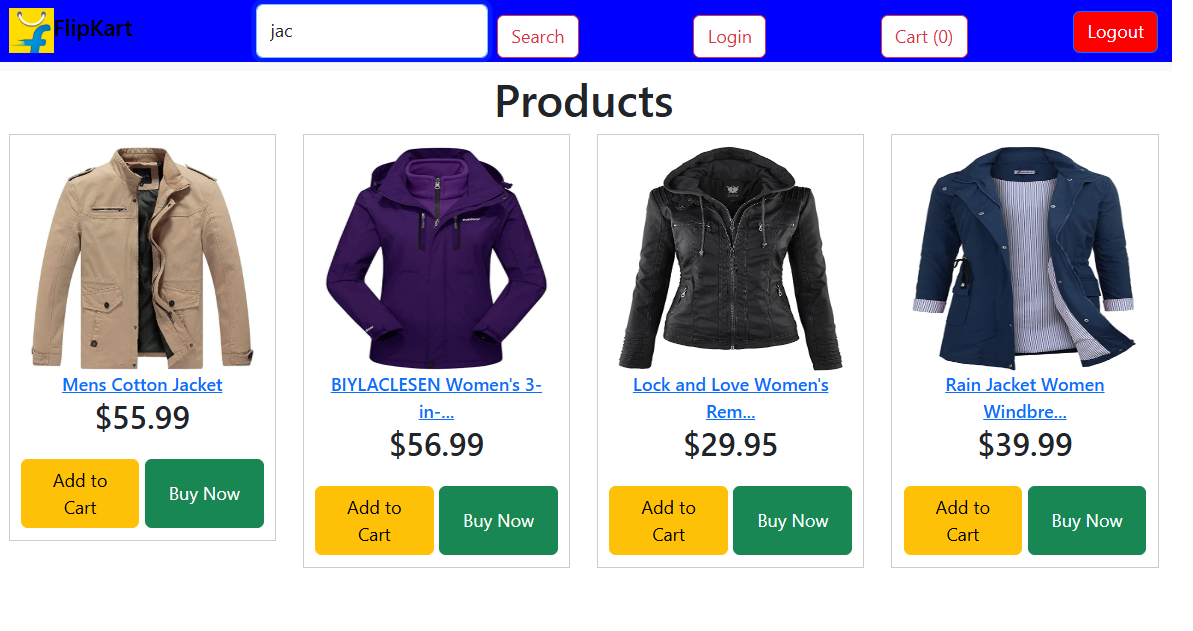 FlipKart
jac
Search
Login
Cart (0)
Logout
Products
Mens Cotton Jacket
$55.99
Add to
Cart
Buy Now
BIYLACLESEN Women's 3-
in-...
$56.99
Add to
Cart
Buy Now
Lock and Love Women's
Rem...
$29.95
Add to
Cart
Buy Now
Rain Jacket Women
Windbre...
$39.99
Add to
Cart
Buy Now